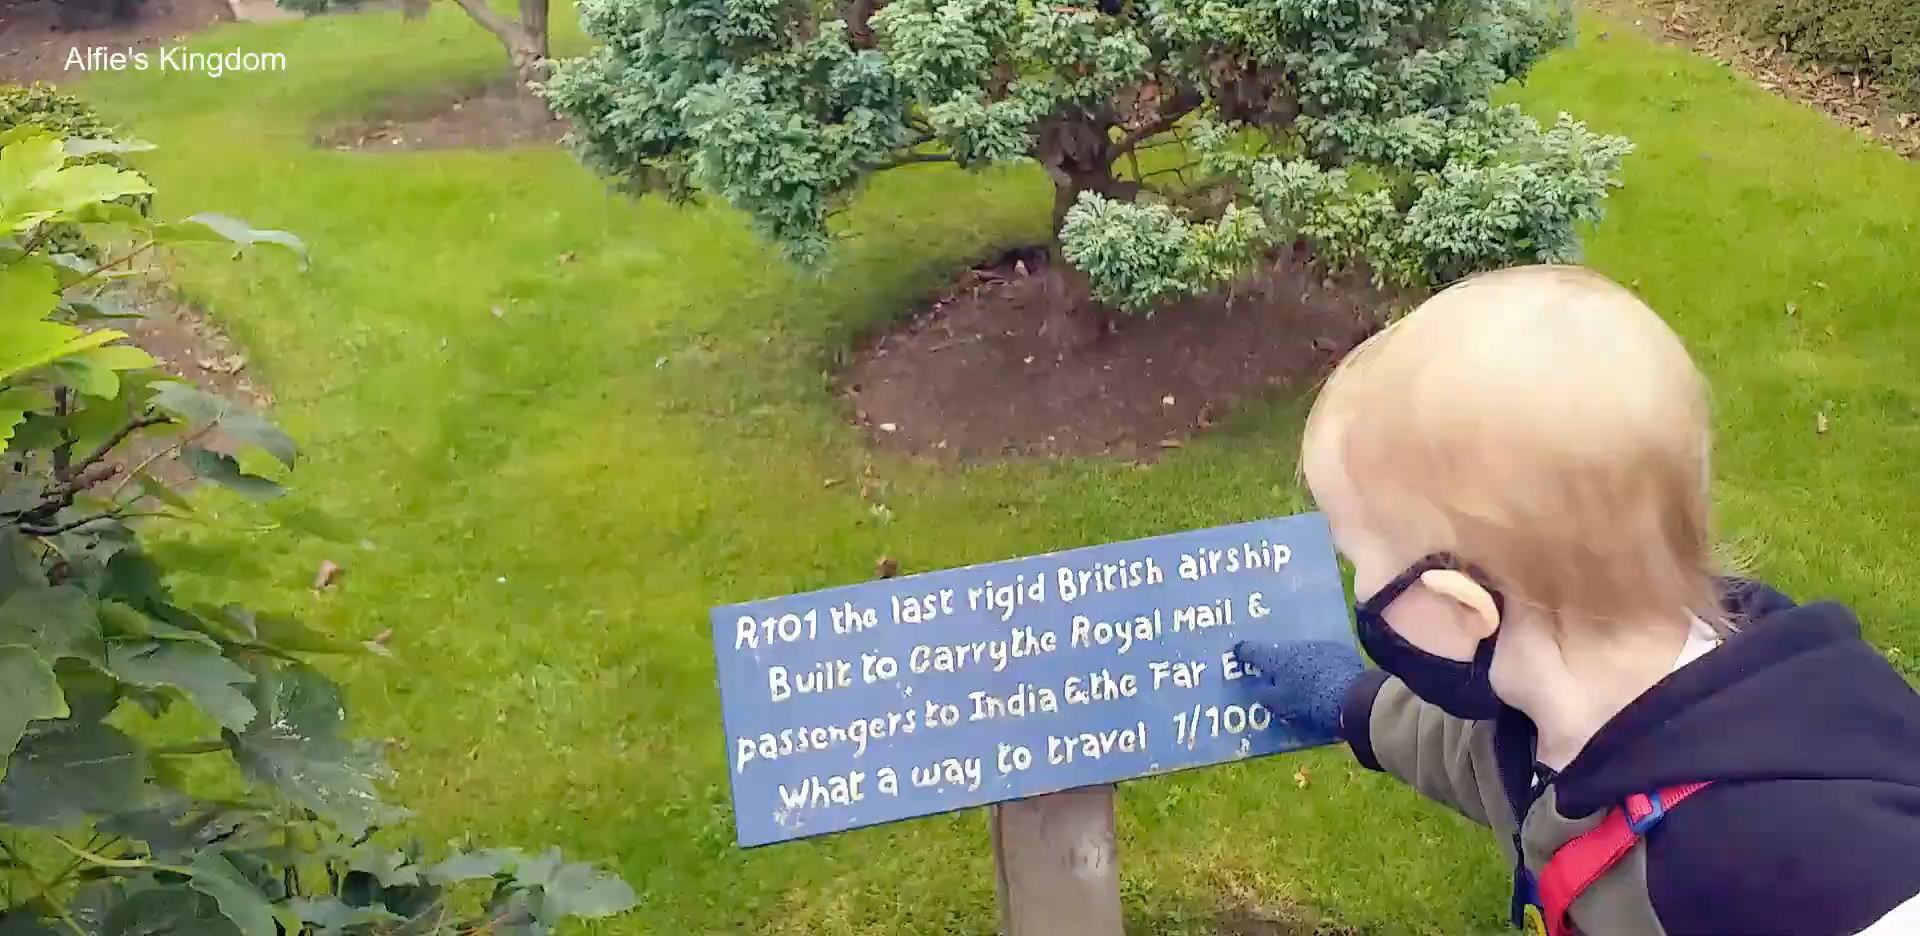 Alfie's Kingdom
R101 the last rigid British airship
Built to Carry the Royal Mail &
passengers to India & the Far
What a way to travel 1/100